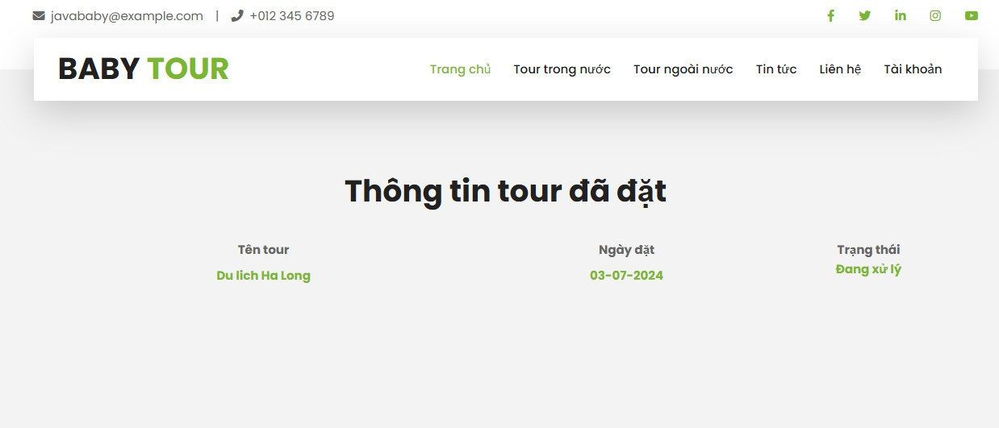 javababy@example.com | +012 345 6789
BABY TOUR Trang chủ Tour trong nước Tour ngoài nước Tin tức Liên hệ Tài khoản
Thông tin tour đã đặt
Tên tour Ngày đặt Trạng thái
Du lich Ha Long 03-07-2024 Đang xử lý